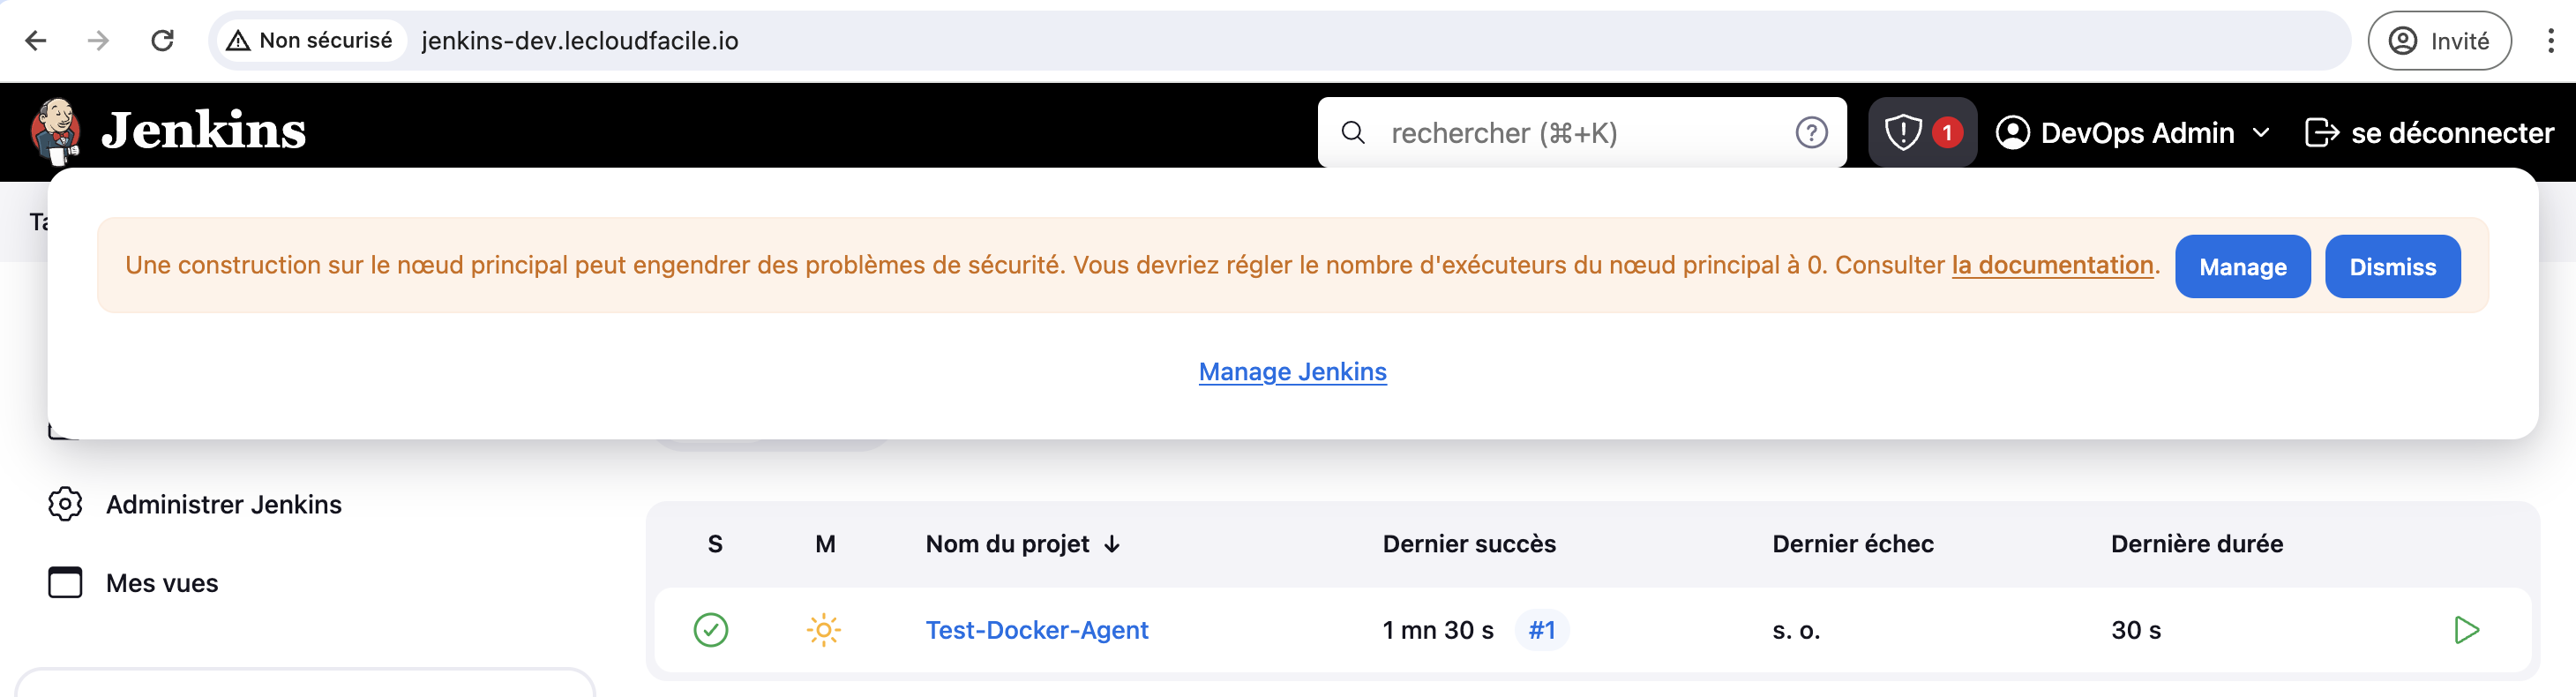 Non sécurisé jenkins-dev.lecloudfacile.io Invité
Jenkins rechercher (⌘+K) ? 1 DevOps Admin se déconnecter
Une construction sur le nœud principal peut engendrer des problèmes de sécurité. Vous devriez régler le nombre d'exécuteurs du nœud principal à 0. Consulter la documentation. Manage Dismiss
Manage Jenkins
Administrer Jenkins
Mes vues
S M Nom du projet ↓ Dernier succès Dernier échec Dernière durée
Test-Docker-Agent 1 mn 30 s #1 s. o. 30 s